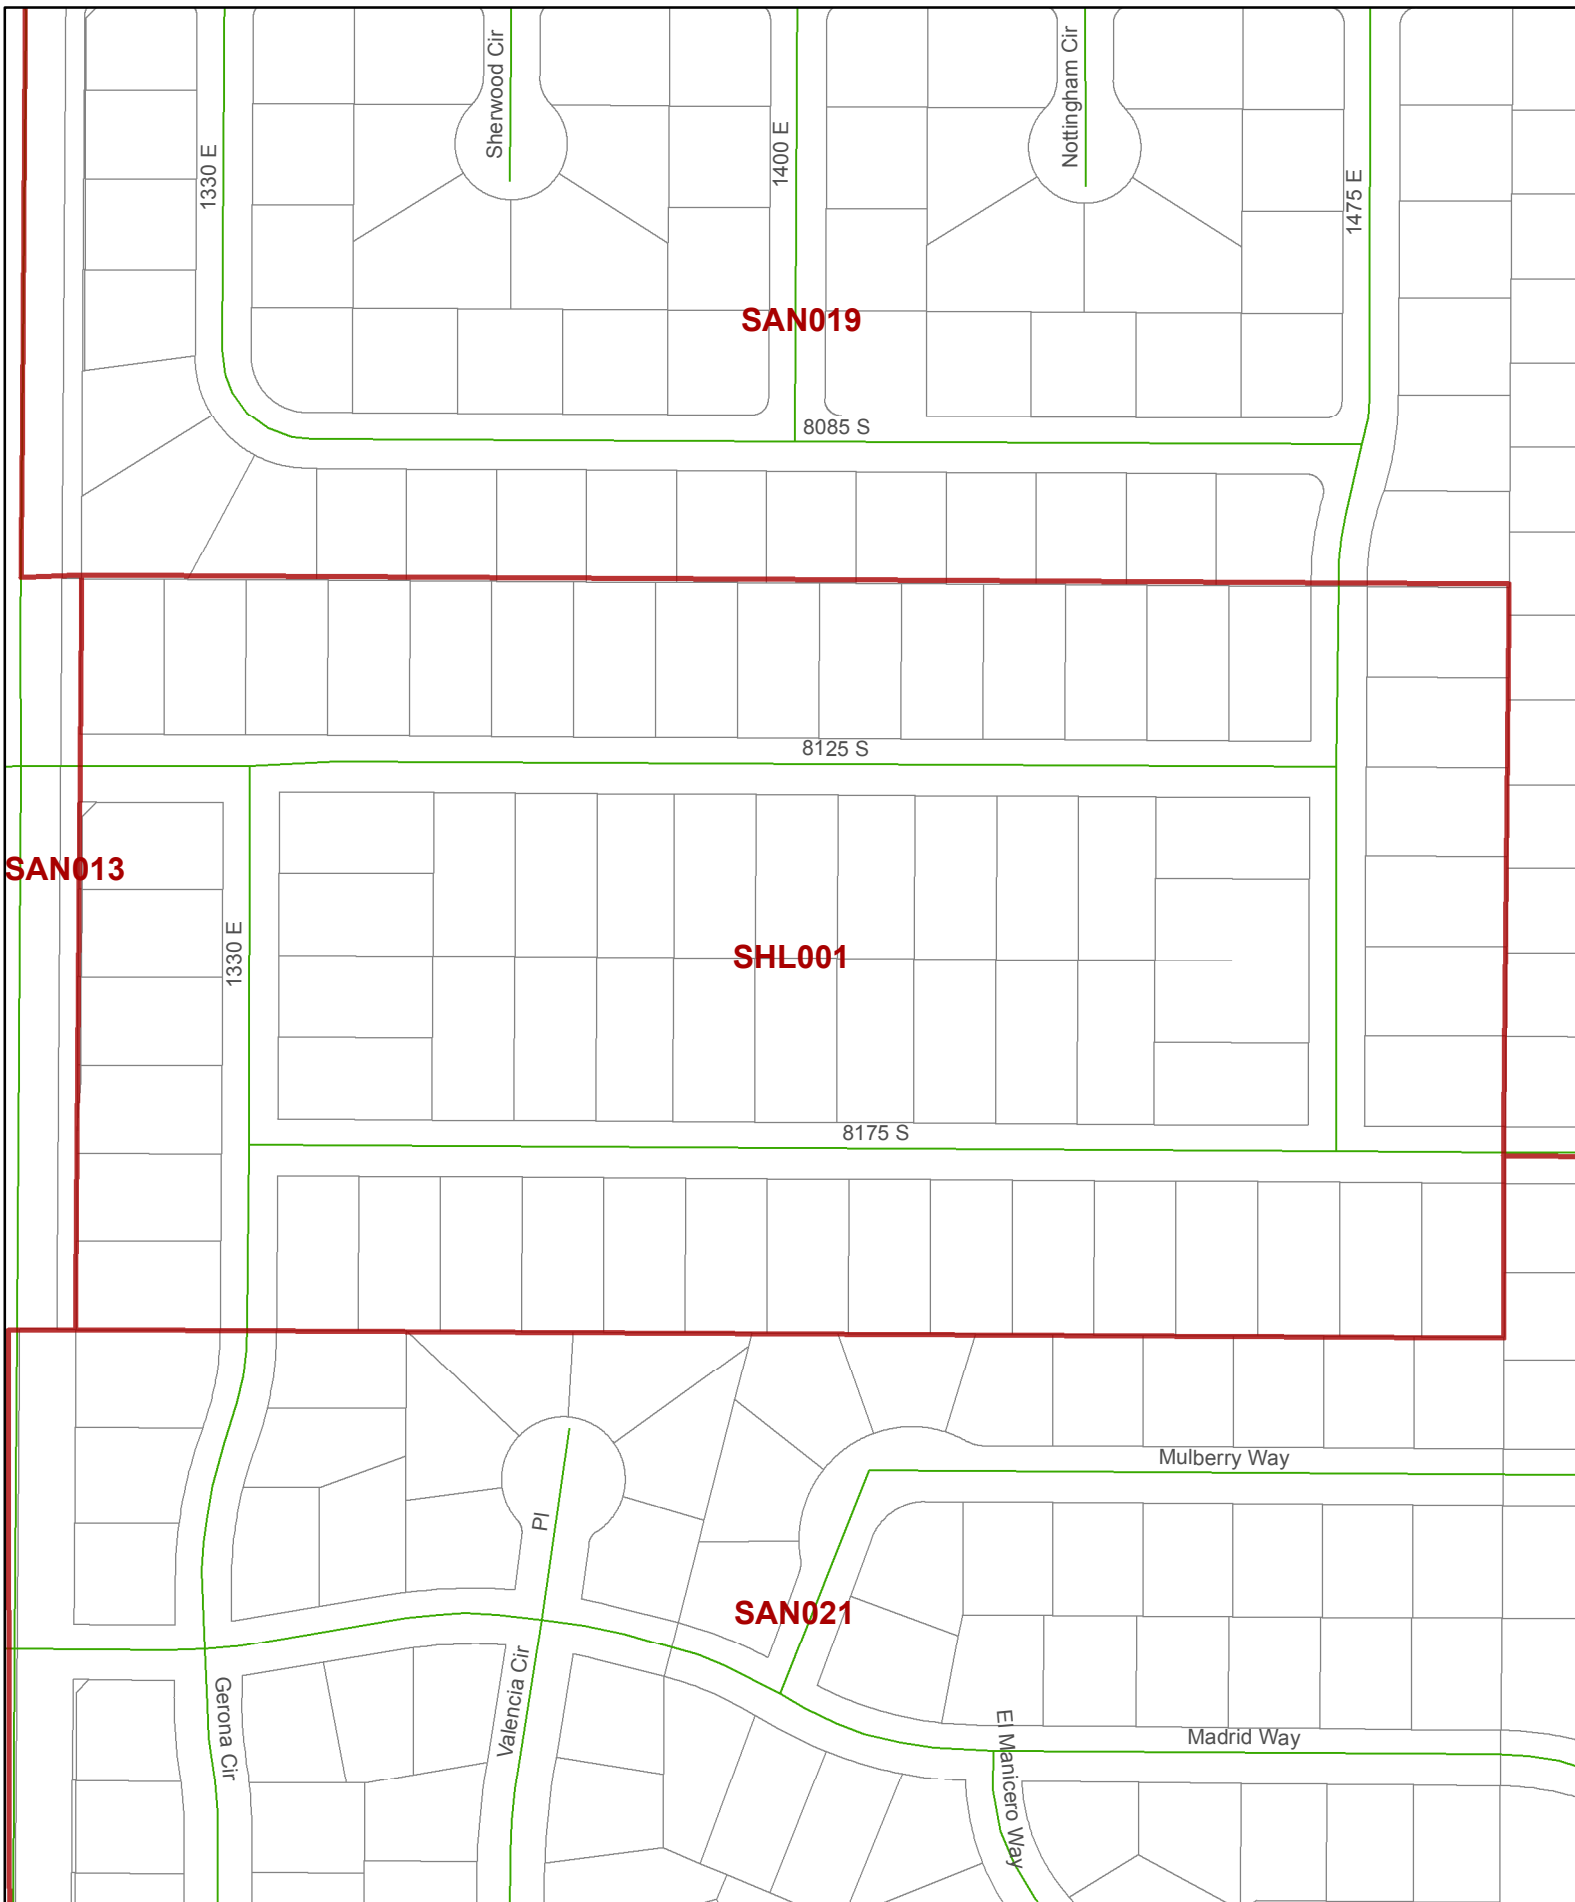 Sherwood Cir
Nottingham Cir
1330 E
1400 E
1475 E
SAN019
8085 S
8125 S
SAN013
1330 E
SHL001
8175 S
Mulberry Way
Pl
SAN021
Gerona Cir
Valencia Cir
El Manicero Way
Madrid Way